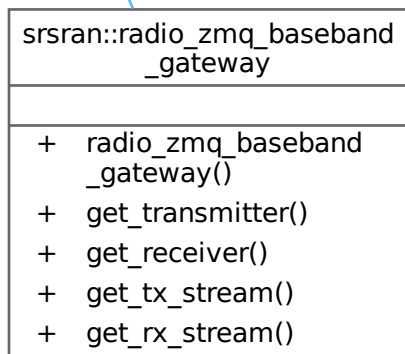 srsran::radio_zmq_baseband
_gateway
+ radio_zmq_baseband
_gateway()
+ get_transmitter()
+ get_receiver()
+ get_tx_stream()
+ get_rx_stream()